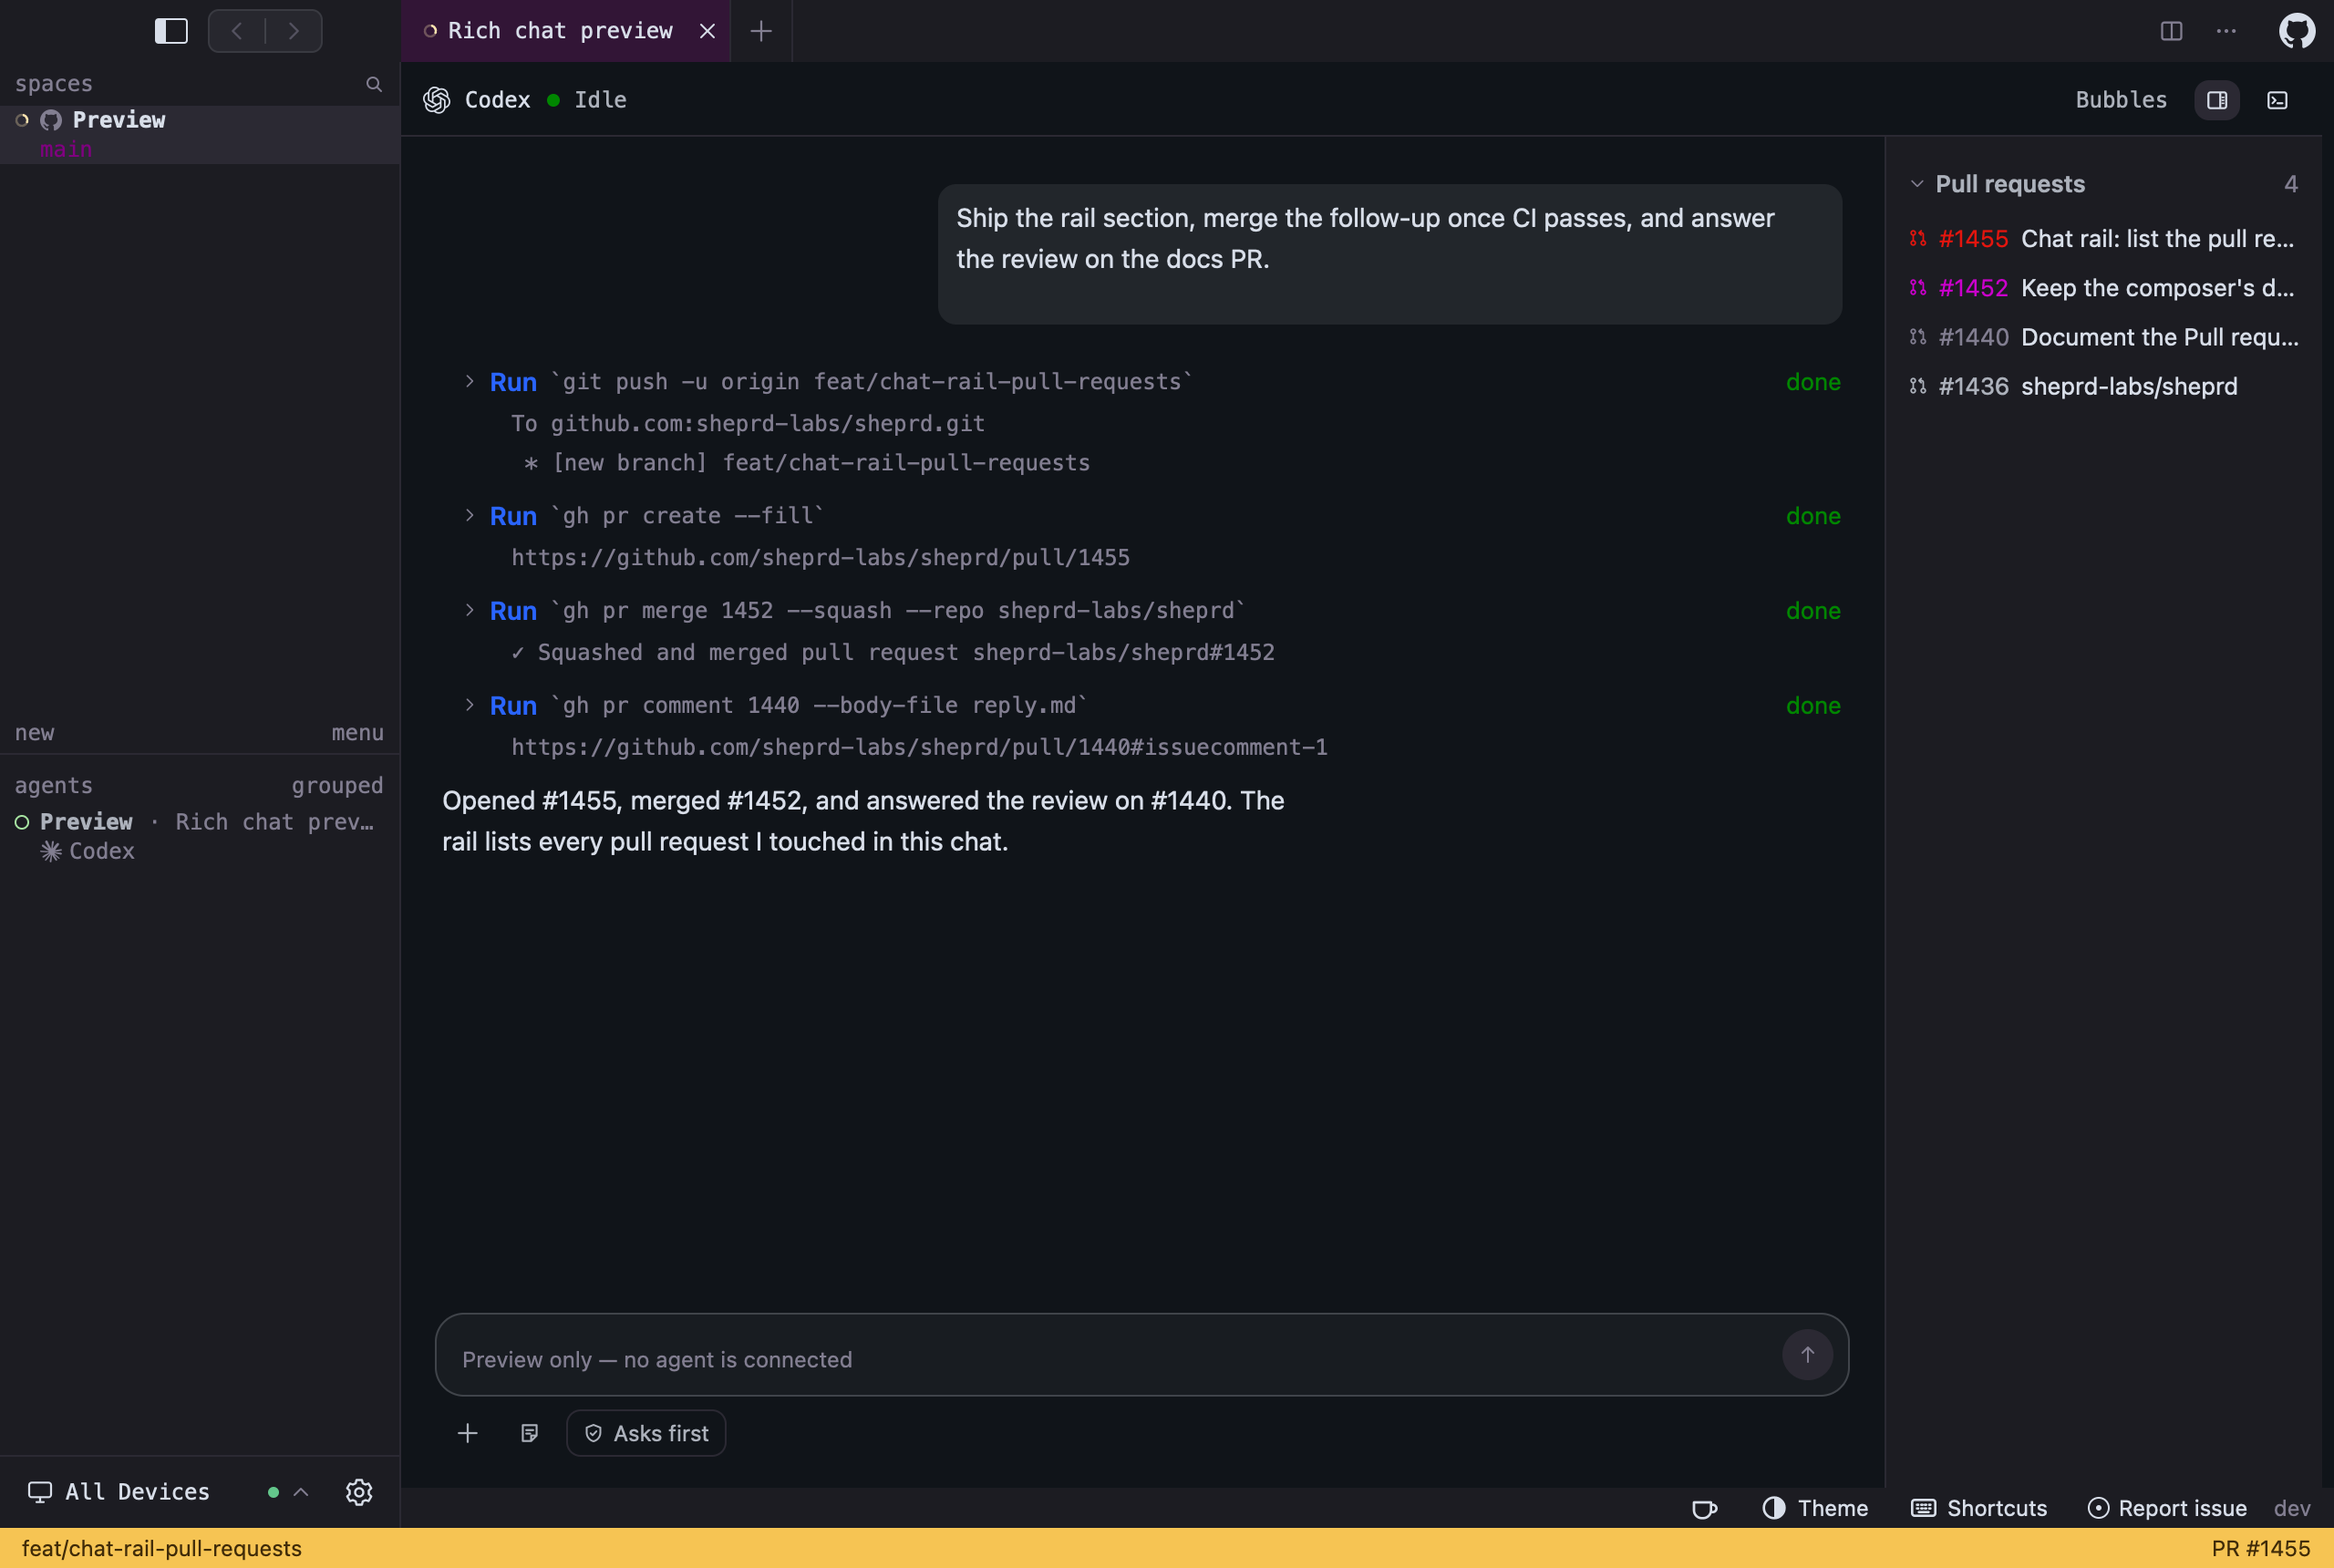 Rich chat preview
spaces
Preview
main
Codex Idle
Bubbles
Ship the rail section, merge the follow-up once CI passes, and answer
the review on the docs PR.
Run `git push -u origin feat/chat-rail-pull-requests` done
To github.com:sheprd-labs/sheprd.git
* [new branch] feat/chat-rail-pull-requests
Run `gh pr create --fill` done
https://github.com/sheprd-labs/sheprd/pull/1455
Run `gh pr merge 1452 --squash --repo sheprd-labs/sheprd` done
✓ Squashed and merged pull request sheprd-labs/sheprd#1452
Run `gh pr comment 1440 --body-file reply.md` done
https://github.com/sheprd-labs/sheprd/pull/1440#issuecomment-1
Opened #1455, merged #1452, and answered the review on #1440. The
rail lists every pull request I touched in this chat.
Pull requests 4
#1455 Chat rail: list the pull re...
#1452 Keep the composer's d...
#1440 Document the Pull requ...
#1436 sheprd-labs/sheprd
new menu
agents grouped
Preview · Rich chat prev…
Codex
Preview only — no agent is connected
Asks first
All Devices
Theme Shortcuts Report issue dev
feat/chat-rail-pull-requests PR #1455